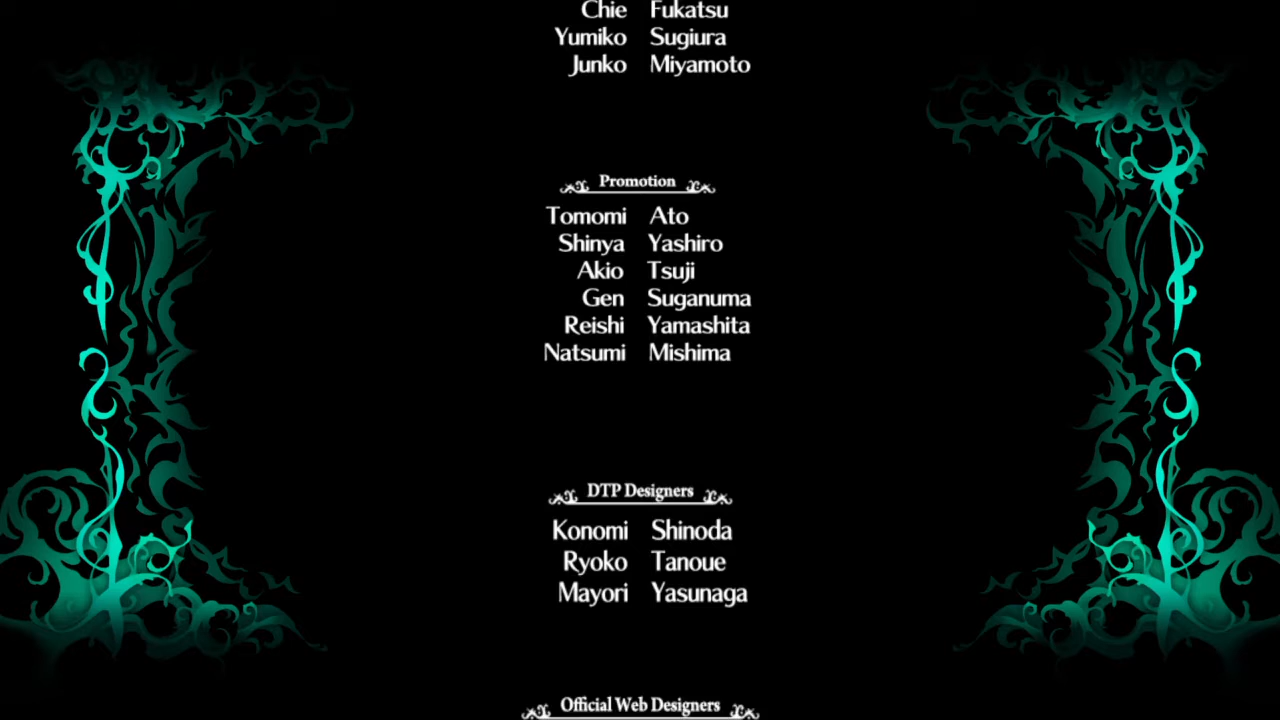 Chie Fukatsu
Yumiko Sugiura
Junko Miyamoto
Promotion
Tomomi Ato
Shinya Yashiro
Akio Tsuji
Gen Suganuma
Reishi Yamashita
Natsumi Mishima
DTP Designers
Konomi Shinoda
Ryoko Tanoue
Mayori Yasunaga
Official Web Designers